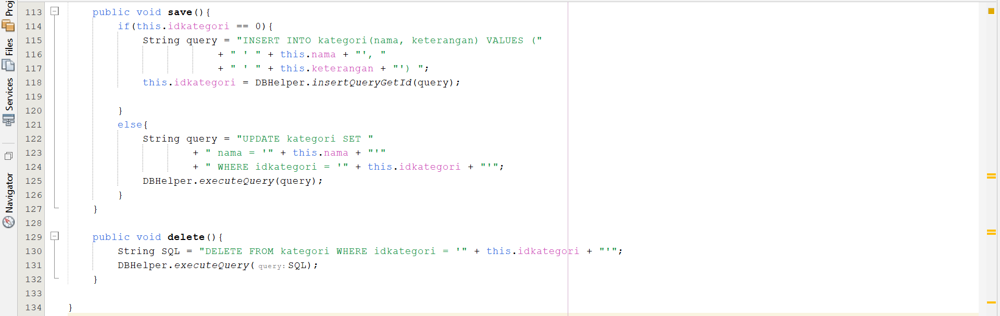 Proj
Files
Services
Navigator
113 public void save(){
114 if(this.idkategori == 0){
115 String query = "INSERT INTO kategori(nama, keterangan) VALUES ("
116 + " ' " + this.nama + "', "
117 + " ' " + this.keterangan + "') ";
118 this.idkategori = DBHelper.insertQueryGetId(query);
119
120 }
121 else{
122 String query = "UPDATE kategori SET "
123 + " nama = '" + this.nama + "'"
124 + " WHERE idkategori = '" + this.idkategori + "'";
125 DBHelper.executeQuery(query);
126 }
127 }
128
129 public void delete(){
130 String SQL = "DELETE FROM kategori WHERE idkategori = '" + this.idkategori + "'";
131 DBHelper.executeQuery( query: SQL);
132 }
133
134 }